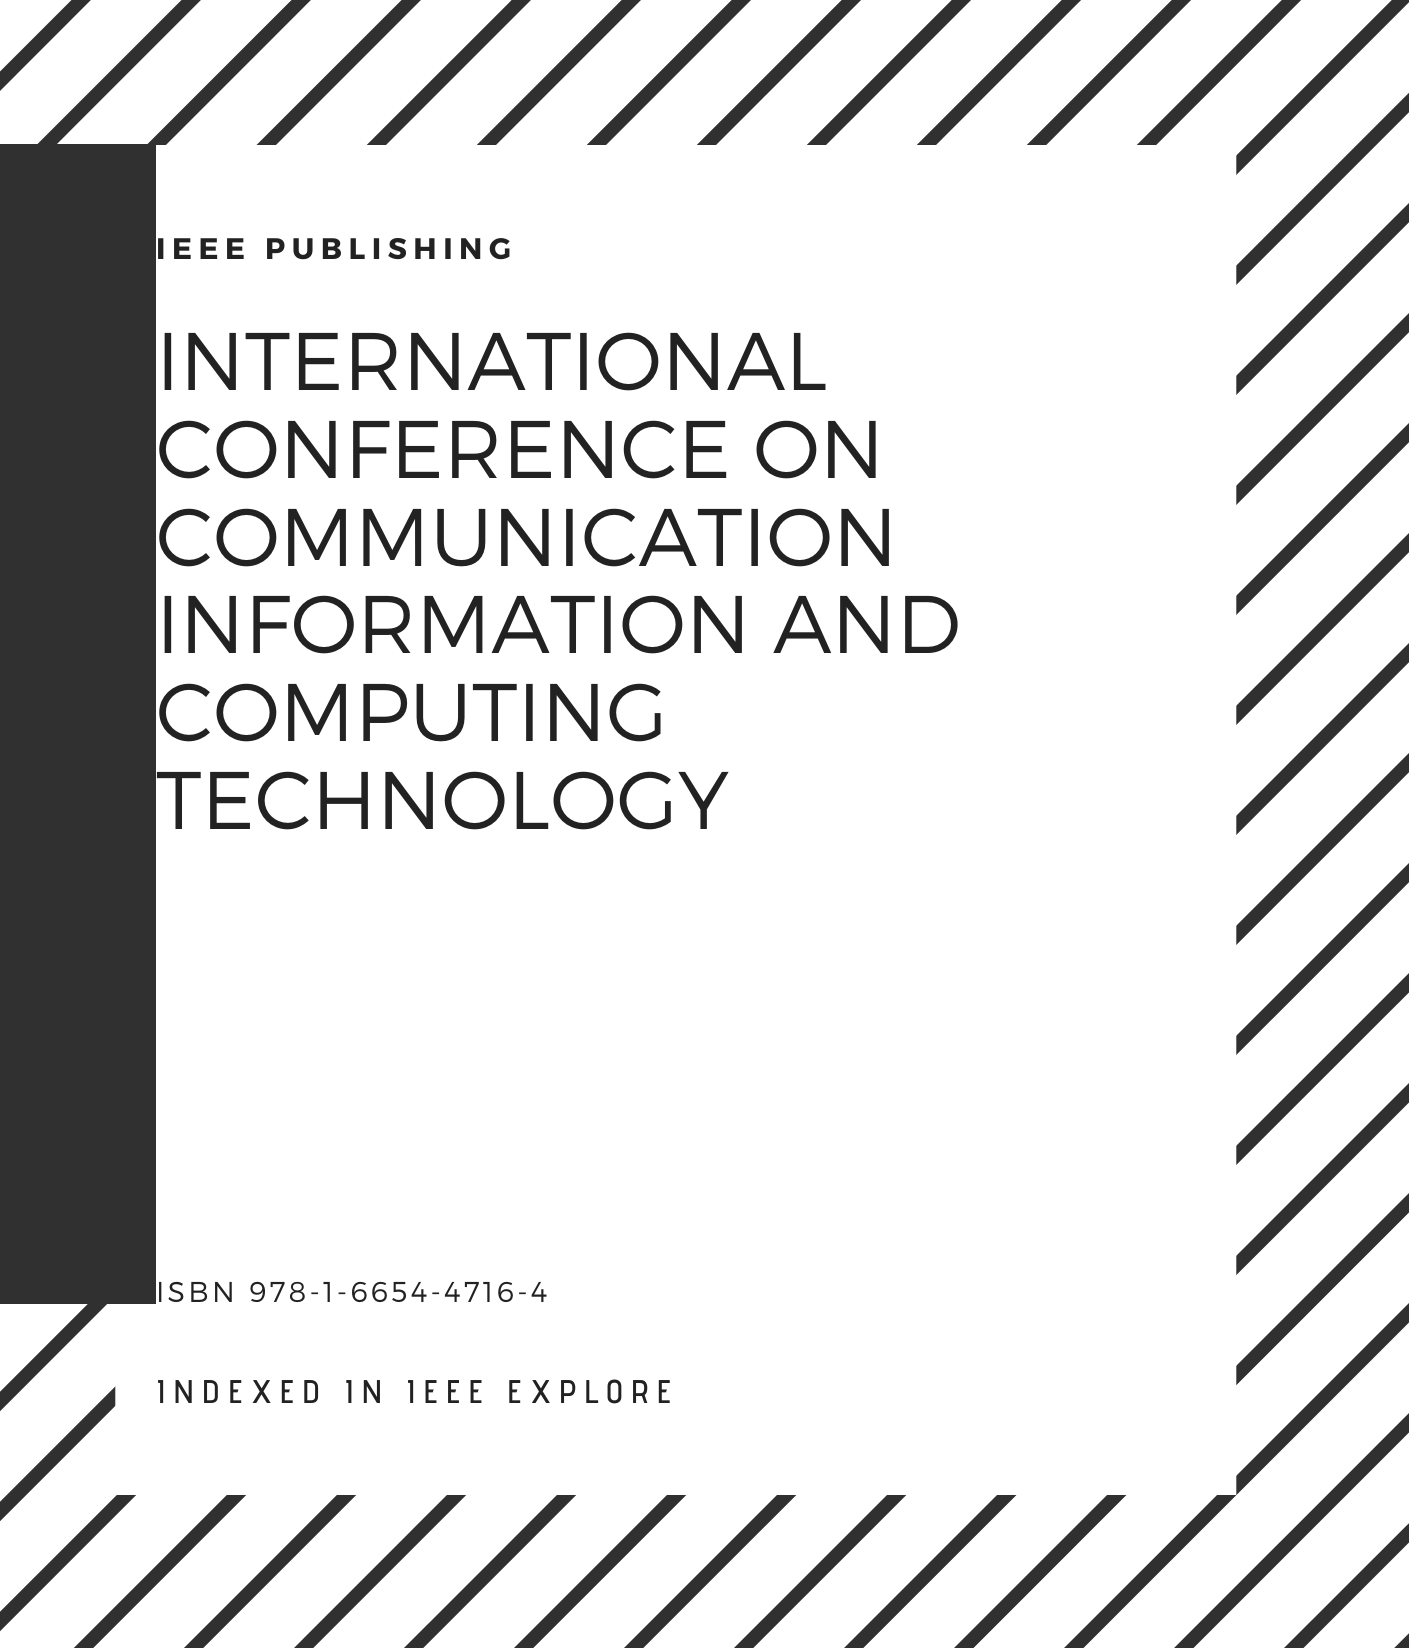 IEEE PUBLISHING
INTERNATIONAL
CONFERENCE ON
COMMUNICATION
INFORMATION AND
COMPUTING
TECHNOLOGY
ISBN 978-1-6654-4716-4
INDEXED IN IEEE EXPLORE